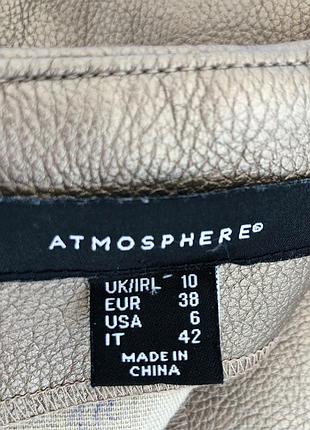 ATMOSPHERE®
UK/IRL 10
EUR 38
USA 6
IT 42
MADE IN
CHINA